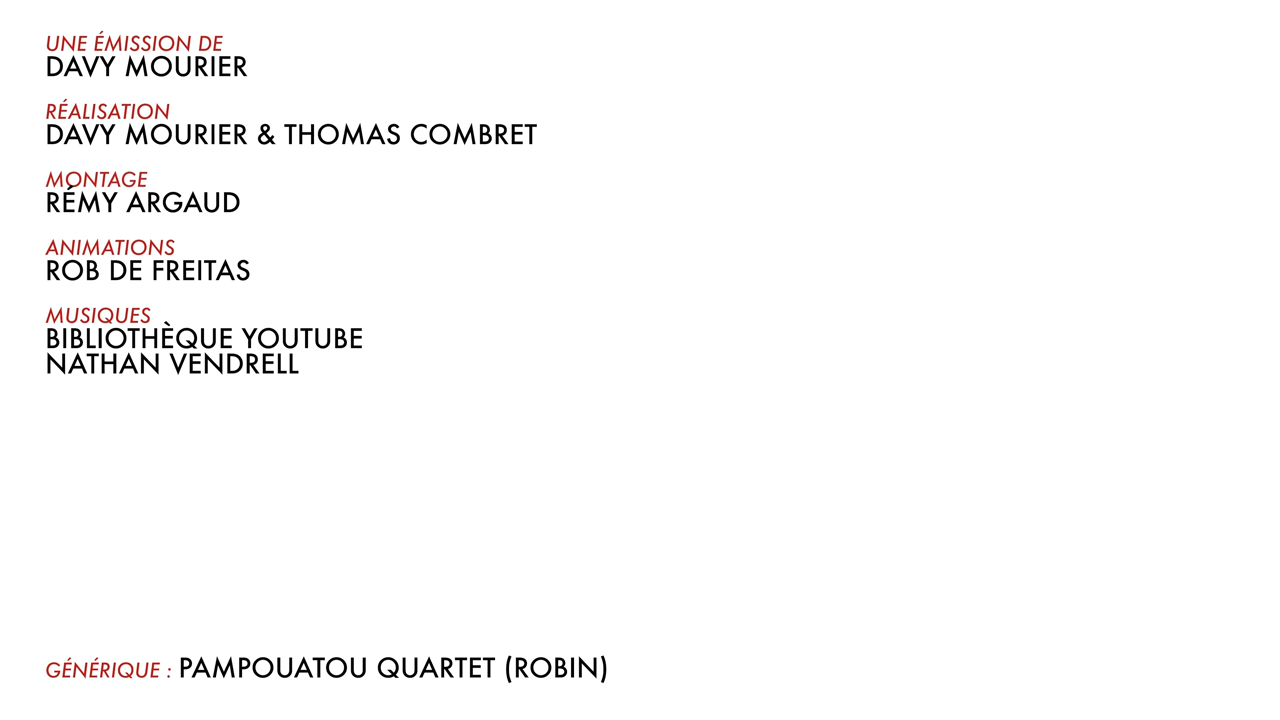 UNE ÉMISSION DE
DAVY MOURIER
RÉALISATION
DAVY MOURIER & THOMAS COMBRET
MONTAGE
RÉMY ARGAUD
ANIMATIONS
ROB DE FREITAS
MUSIQUES
BIBLIOTHÈQUE YOUTUBE
NATHAN VENDRELL
GÉNÉRIQUE : PAMPOUATOU QUARTET (ROBIN)